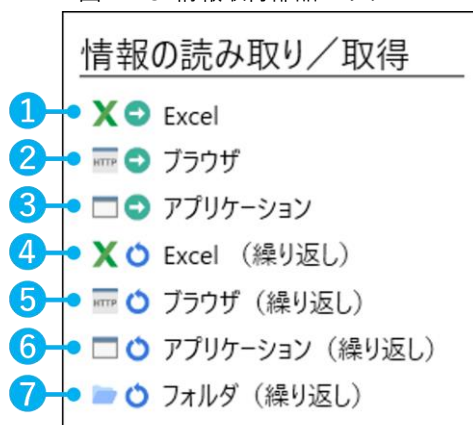 情報の読み取り／取得
1 X Excel
2 HTTP ブラウザ
3 アプリケーション
4 X Excel （繰り返し）
5 HTTP ブラウザ（繰り返し）
6 アプリケーション（繰り返し）
7 フォルダ（繰り返し）